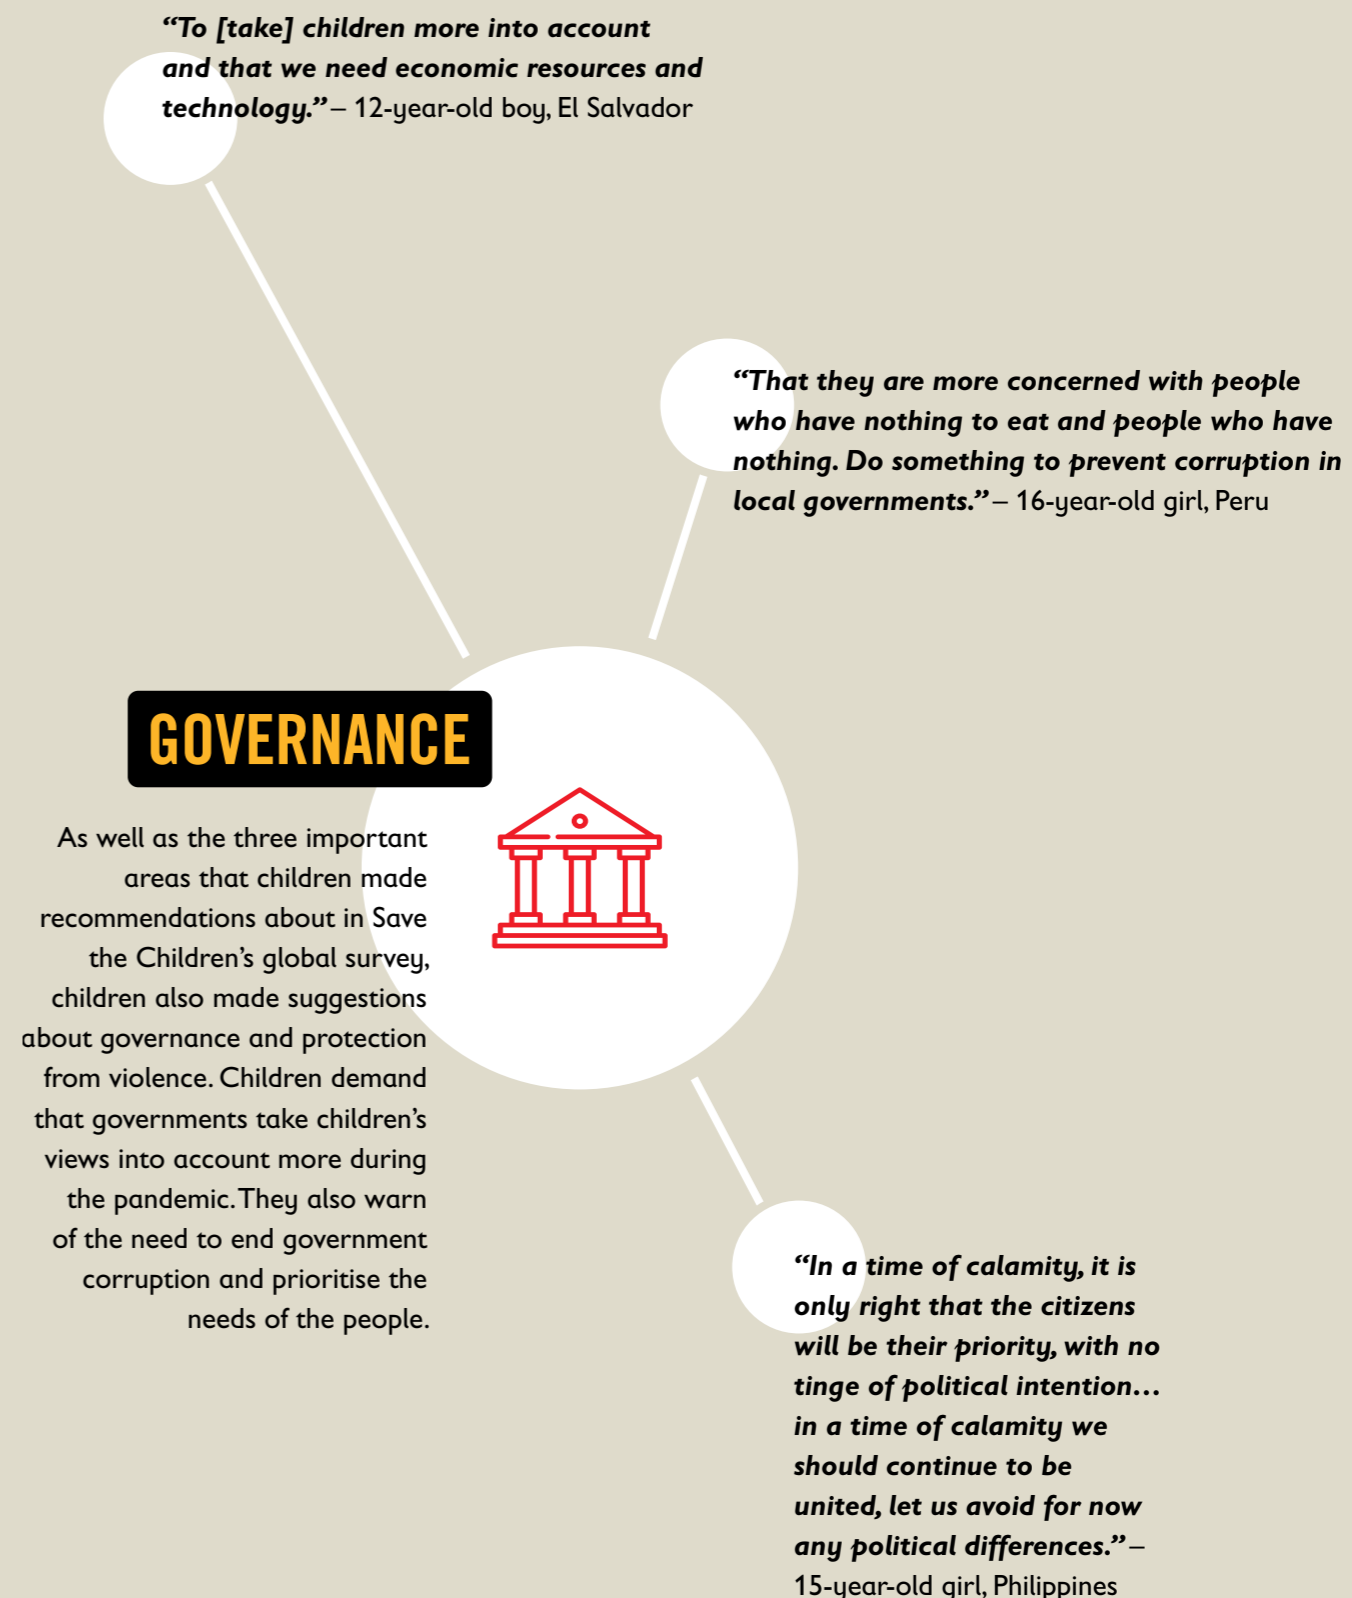 “To [take] children more into account
and that we need economic resources and
technology.” – 12-year-old boy, El Salvador
“That they are more concerned with people
who have nothing to eat and people who have
nothing. Do something to prevent corruption in
local governments.” – 16-year-old girl, Peru
GOVERNANCE
As well as the three important
areas that children made
recommendations about in Save
the Children’s global survey,
children also made suggestions
about governance and protection
from violence. Children demand
that governments take children’s
views into account more during
the pandemic. They also warn
of the need to end government
corruption and prioritise the
needs of the people.
“In a time of calamity, it is
only right that the citizens
will be their priority, with no
tinge of political intention…
in a time of calamity we
should continue to be
united, let us avoid for now
any political differences.” –
15-year-old girl, Philippines